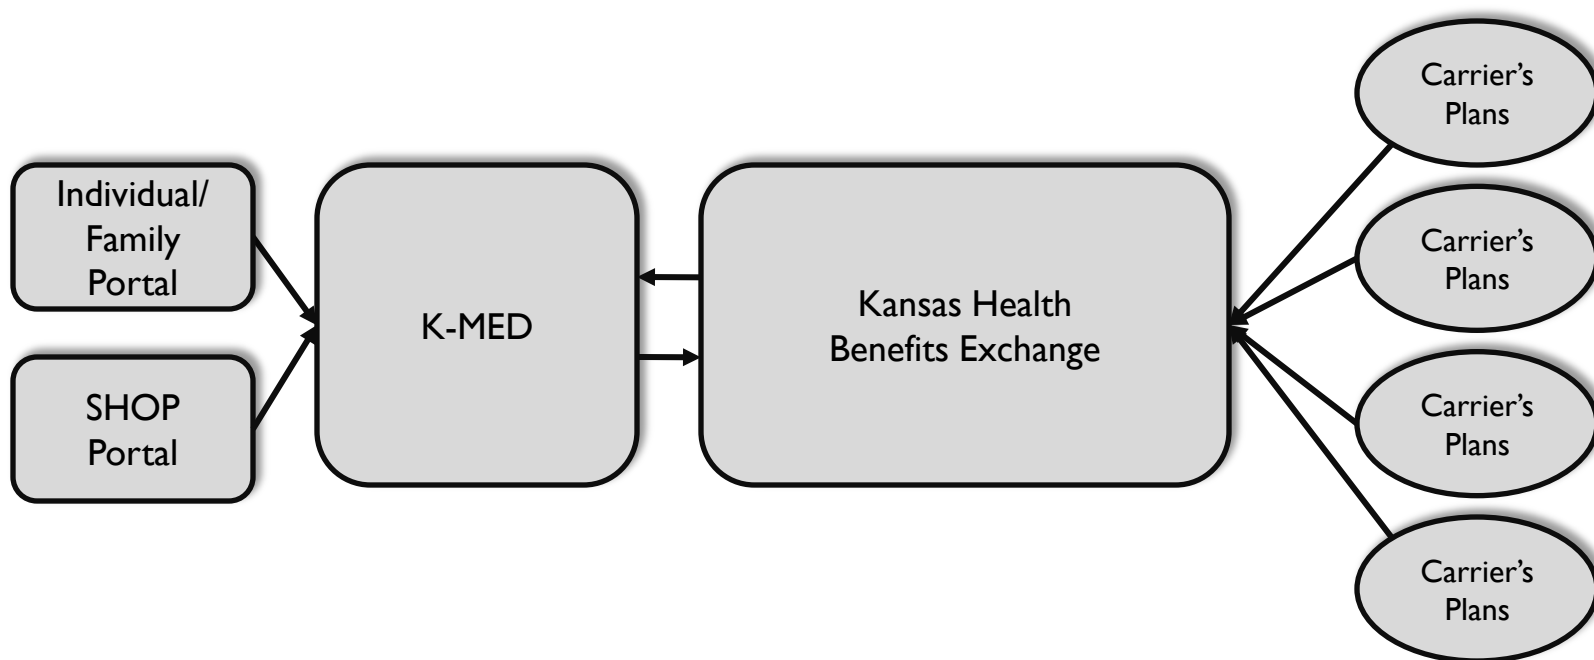 Individual/
Family
Portal
SHOP
Portal
K-MED
Kansas Health
Benefits Exchange
Carrier’s
Plans
Carrier’s
Plans
Carrier’s
Plans
Carrier’s
Plans